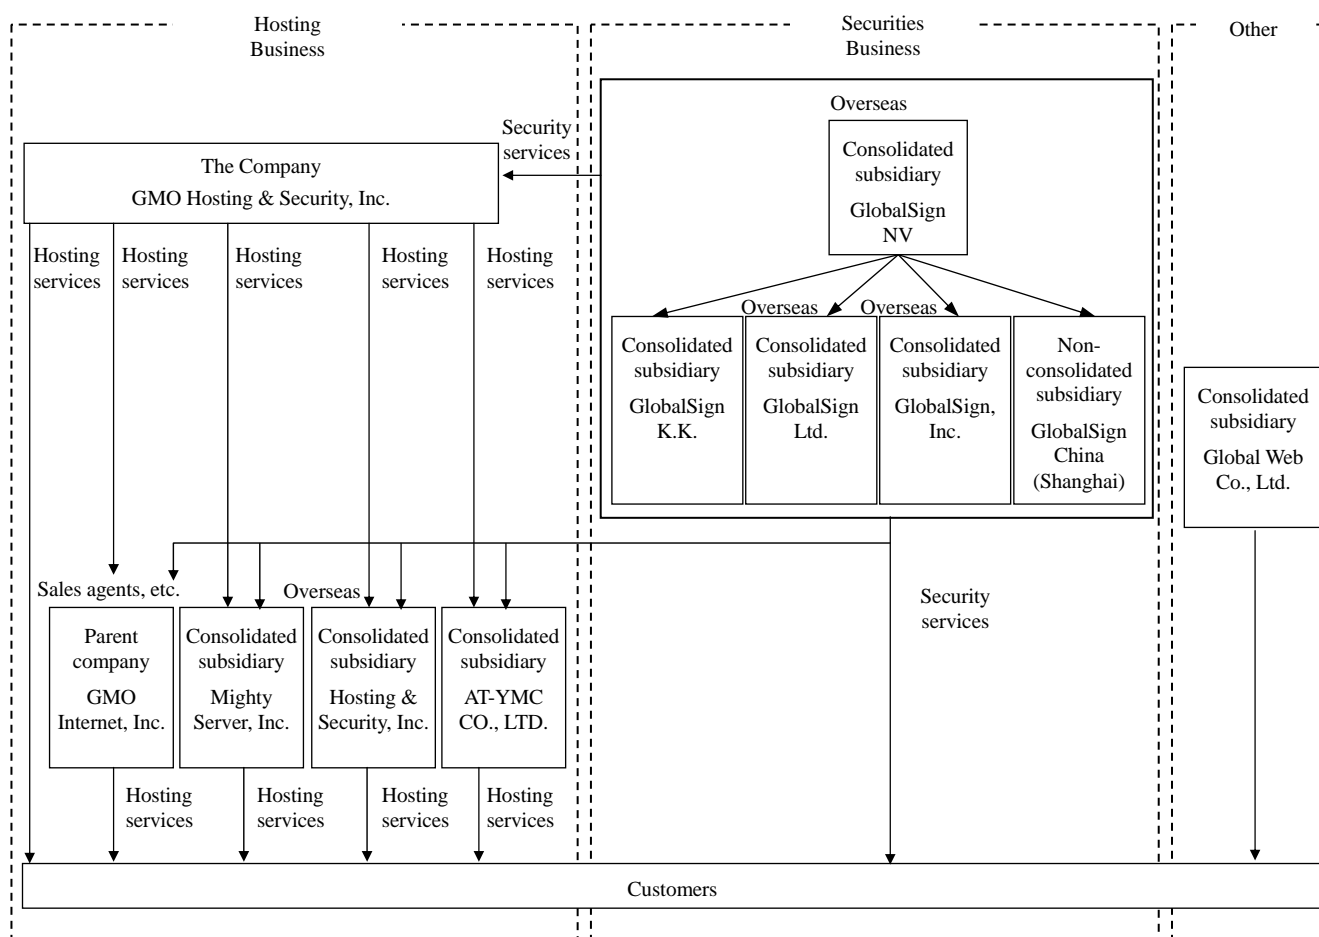 Hosting
Business
Securities
Business
Other
Overseas
Security
services
The Company
GMO Hosting & Security, Inc.
Consolidated
subsidiary
GlobalSign
NV
Hosting
services
Hosting
services
Hosting
services
Hosting
services
Hosting
services
Overseas
Overseas
Consolidated
subsidiary
GlobalSign
K.K.
Consolidated
subsidiary
GlobalSign
Ltd.
Consolidated
subsidiary
GlobalSign,
Inc.
Non-
consolidated
subsidiary
GlobalSign
China
(Shanghai)
Consolidated
subsidiary
Global Web
Co., Ltd.
Sales agents, etc.
Overseas
Security
services
Parent
company
GMO
Internet, Inc.
Consolidated
subsidiary
Mighty
Server, Inc.
Consolidated
subsidiary
Hosting &
Security, Inc.
Consolidated
subsidiary
AT-YMC
CO., LTD.
Hosting
services
Hosting
services
Hosting
services
Hosting
services
Customers